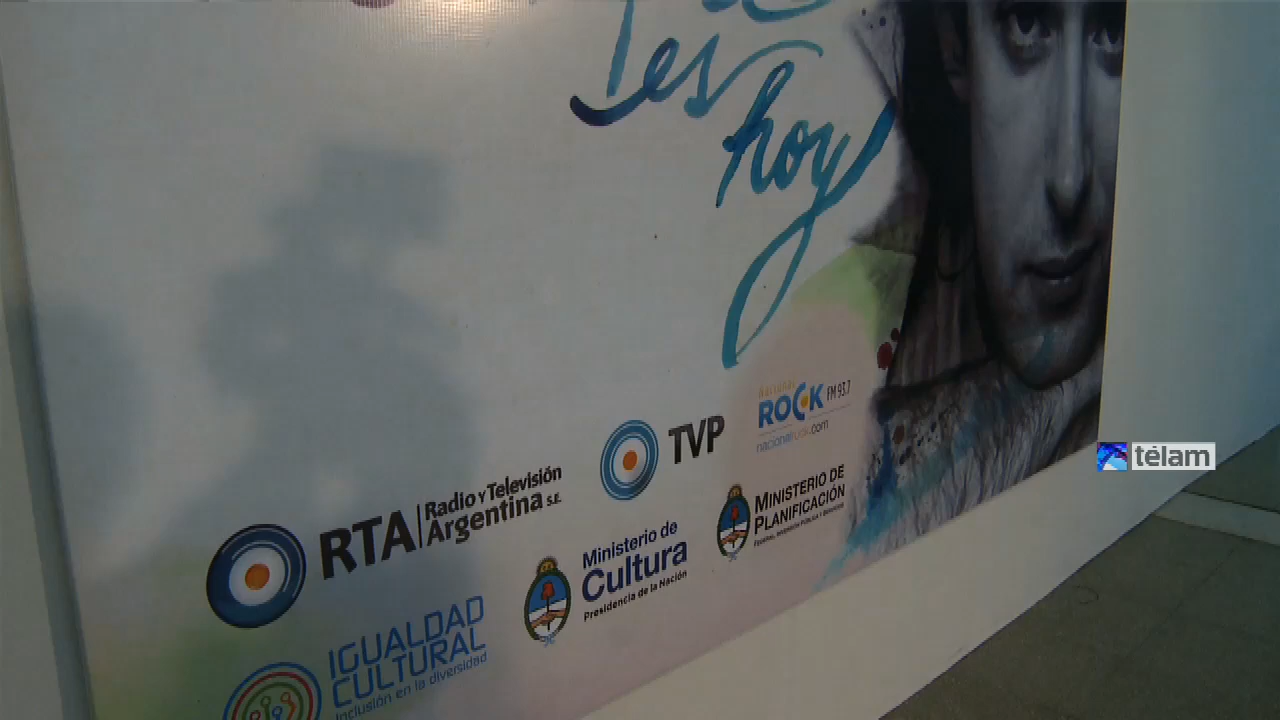 es
hoy
nacional
ROCK FM 93.7
nacionalrock.com
TVP
RTA Radio y Televisión
Argentina S.E.
MINISTERIO DE
PLANIFICACIÓN
Ministerio de
Cultura
Presidencia de la Nación
IGUALDAD
CULTURAL
Inclusión en la diversidad
télam